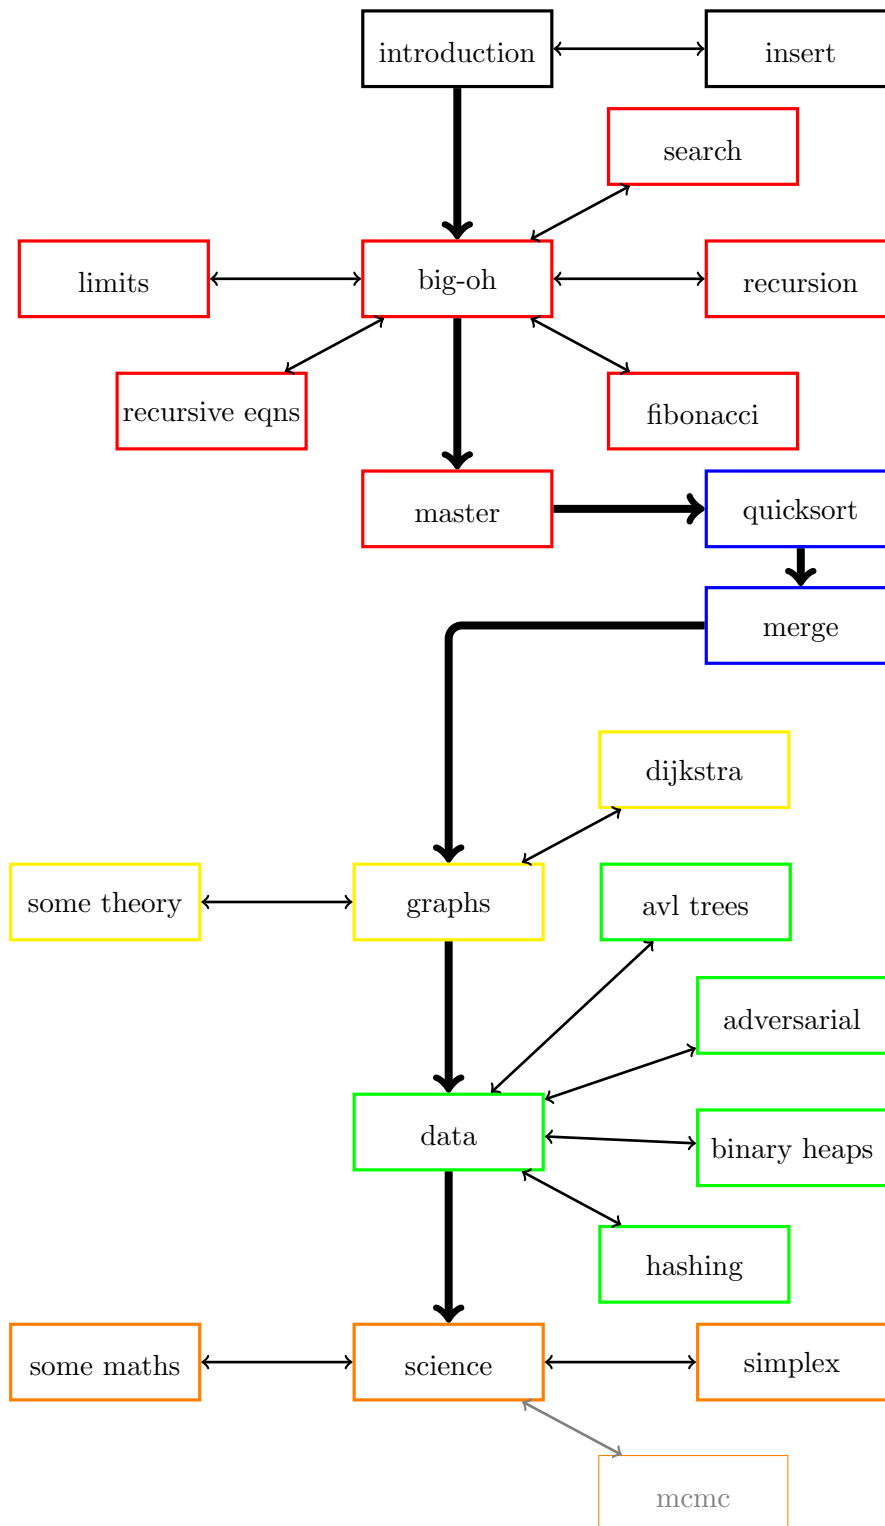 introduction
insert
search
limits
big-oh
recursion
recursive eqns
fibonacci
master
quicksort
merge
dijkstra
some theory
graphs
avl trees
adversarial
data
binary heaps
hashing
some maths
science
simplex
mcmc